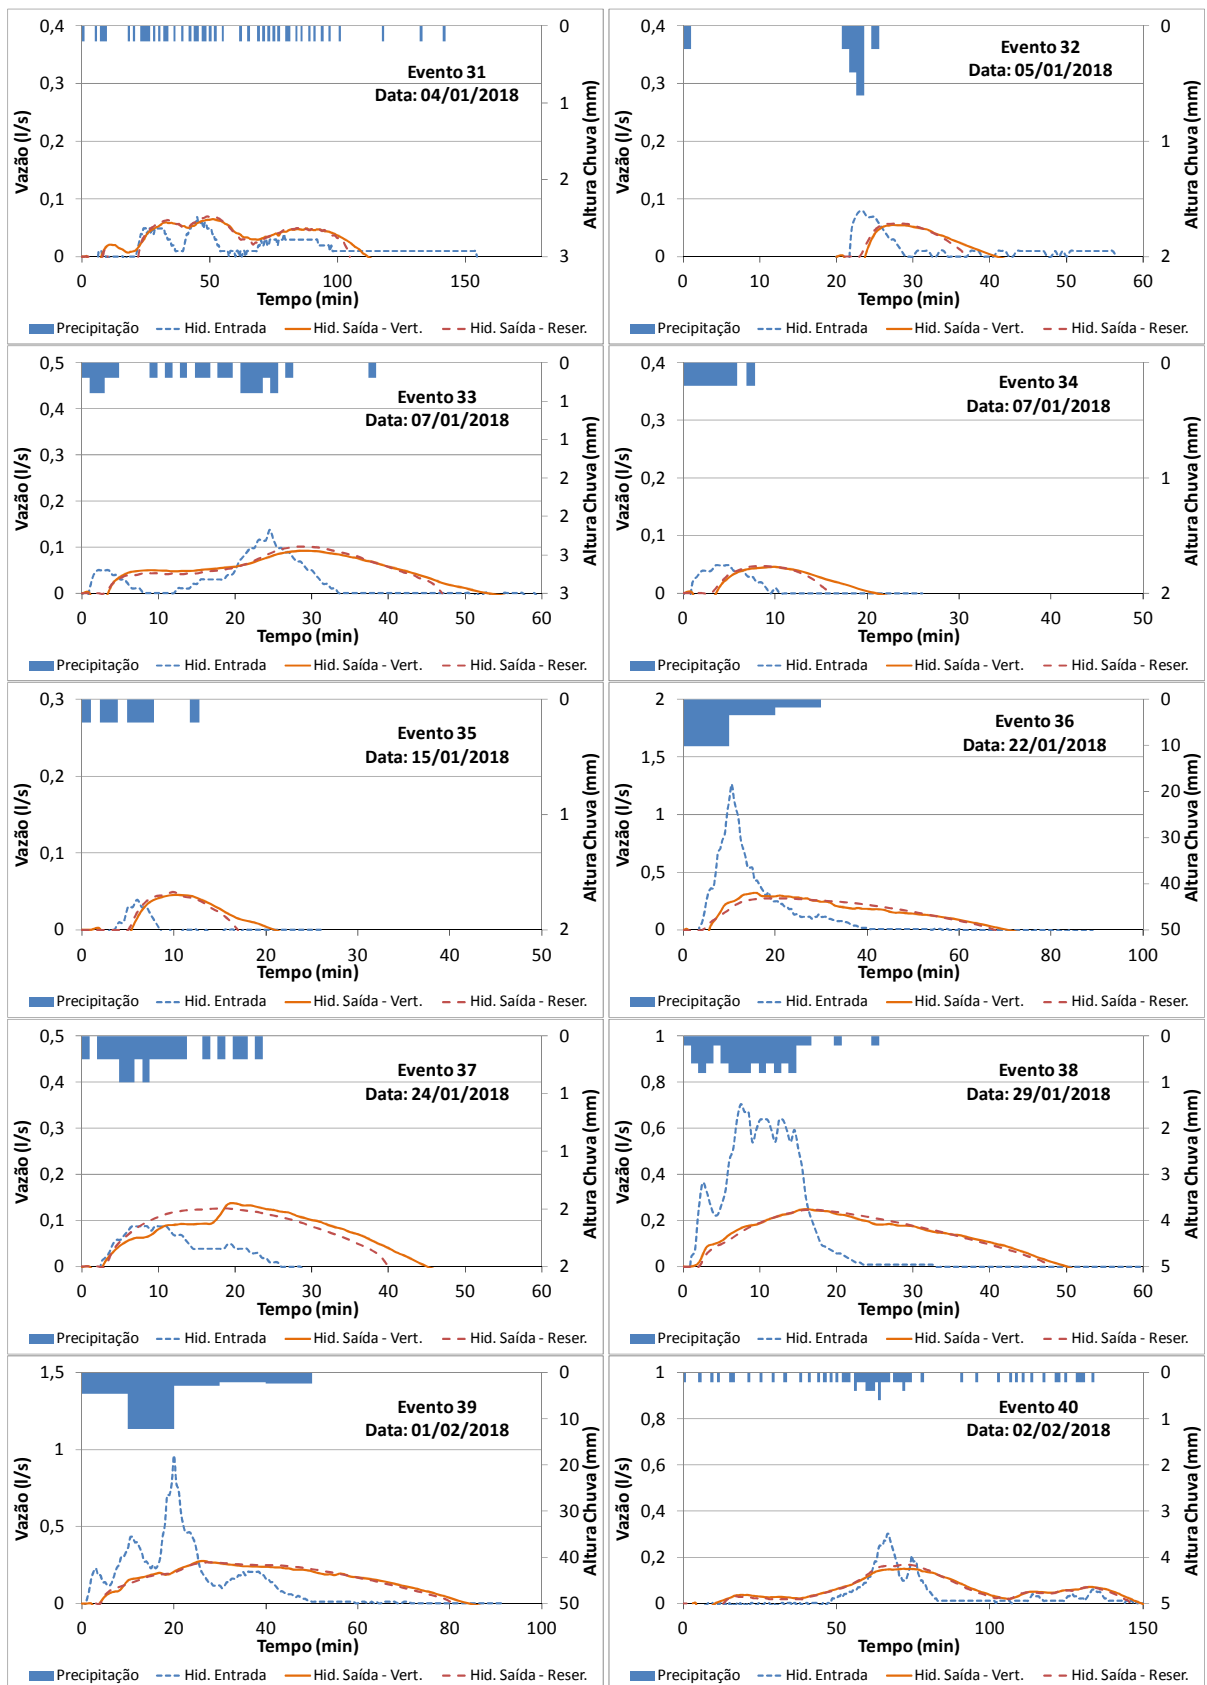 0,4
0,3
0,2
0,1
0
Vazão (l/s)
Evento 31
Data: 04/01/2018
0
1
2
3
Altura Chuva (mm)
0 50 100 150
Tempo (min)
Precipitação Hid. Entrada Hid. Saída - Vert. Hid. Saída - Reser.
0,4
0,3
0,2
0,1
0
Vazão (l/s)
Evento 32
Data: 05/01/2018
0
1
2
Altura Chuva (mm)
0 10 20 30 40 50 60
Tempo (min)
Precipitação Hid. Entrada Hid. Saída - Vert. Hid. Saída - Reser.
0,5
0,4
0,3
0,2
0,1
0
Vazão (l/s)
Evento 33
Data: 07/01/2018
0
1
1
2
2
3
3
Altura Chuva (mm)
0 10 20 30 40 50 60
Tempo (min)
Precipitação Hid. Entrada Hid. Saída - Vert. Hid. Saída - Reser.
0,4
0,3
0,2
0,1
0
Vazão (l/s)
Evento 34
Data: 07/01/2018
0
1
2
Altura Chuva (mm)
0 10 20 30 40 50
Tempo (min)
Precipitação Hid. Entrada Hid. Saída - Vert. Hid. Saída - Reser.
0,3
0,2
0,1
0
Vazão (l/s)
Evento 35
Data: 15/01/2018
0
1
2
Altura Chuva (mm)
0 10 20 30 40 50
Tempo (min)
Precipitação Hid. Entrada Hid. Saída - Vert. Hid. Saída - Reser.
2
1,5
1
0,5
0
Vazão (l/s)
Evento 36
Data: 22/01/2018
0
10
20
30
40
50
Altura Chuva (mm)
0 20 40 60 80 100
Tempo (min)
Precipitação Hid. Entrada Hid. Saída - Vert. Hid. Saída - Reser.
0,5
0,4
0,3
0,2
0,1
0
Vazão (l/s)
Evento 37
Data: 24/01/2018
0
1
1
2
2
Altura Chuva (mm)
0 10 20 30 40 50 60
Tempo (min)
Precipitação Hid. Entrada Hid. Saída - Vert. Hid. Saída - Reser.
1
0,8
0,6
0,4
0,2
0
Vazão (l/s)
Evento 38
Data: 29/01/2018
0
1
2
3
4
5
Altura Chuva (mm)
0 10 20 30 40 50 60
Tempo (min)
Precipitação Hid. Entrada Hid. Saída - Vert. Hid. Saída - Reser.
1,5
1
0,5
0
Vazão (l/s)
Evento 39
Data: 01/02/2018
0
10
20
30
40
50
Altura Chuva (mm)
0 20 40 60 80 100
Tempo (min)
Precipitação Hid. Entrada Hid. Saída - Vert. Hid. Saída - Reser.
1
0,8
0,6
0,4
0,2
0
Vazão (l/s)
Evento 40
Data: 02/02/2018
0
1
2
3
4
5
Altura Chuva (mm)
0 50 100 150
Tempo (min)
Precipitação Hid. Entrada Hid. Saída - Vert. Hid. Saída - Reser.